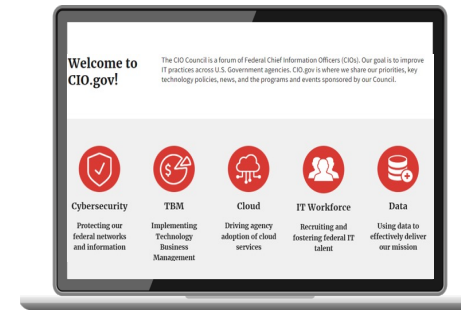 Welcome to
CIO.gov!
The CIO Council is a forum of Federal Chief Information Officers (CIOs). Our goal is to improve
IT practices across U.S. Government agencies. CIO.gov is where we share our priorities, key
technology policies, news, and the programs and events sponsored by our Council.
$
Cybersecurity
Protecting our
federal networks
and information
TBM
Implementing
Technology
Business
Management
Cloud
Driving agency
adoption of cloud
services
IT Workforce
Recruiting and
fostering federal IT
talent
Data
Using data to
effectively deliver
our mission